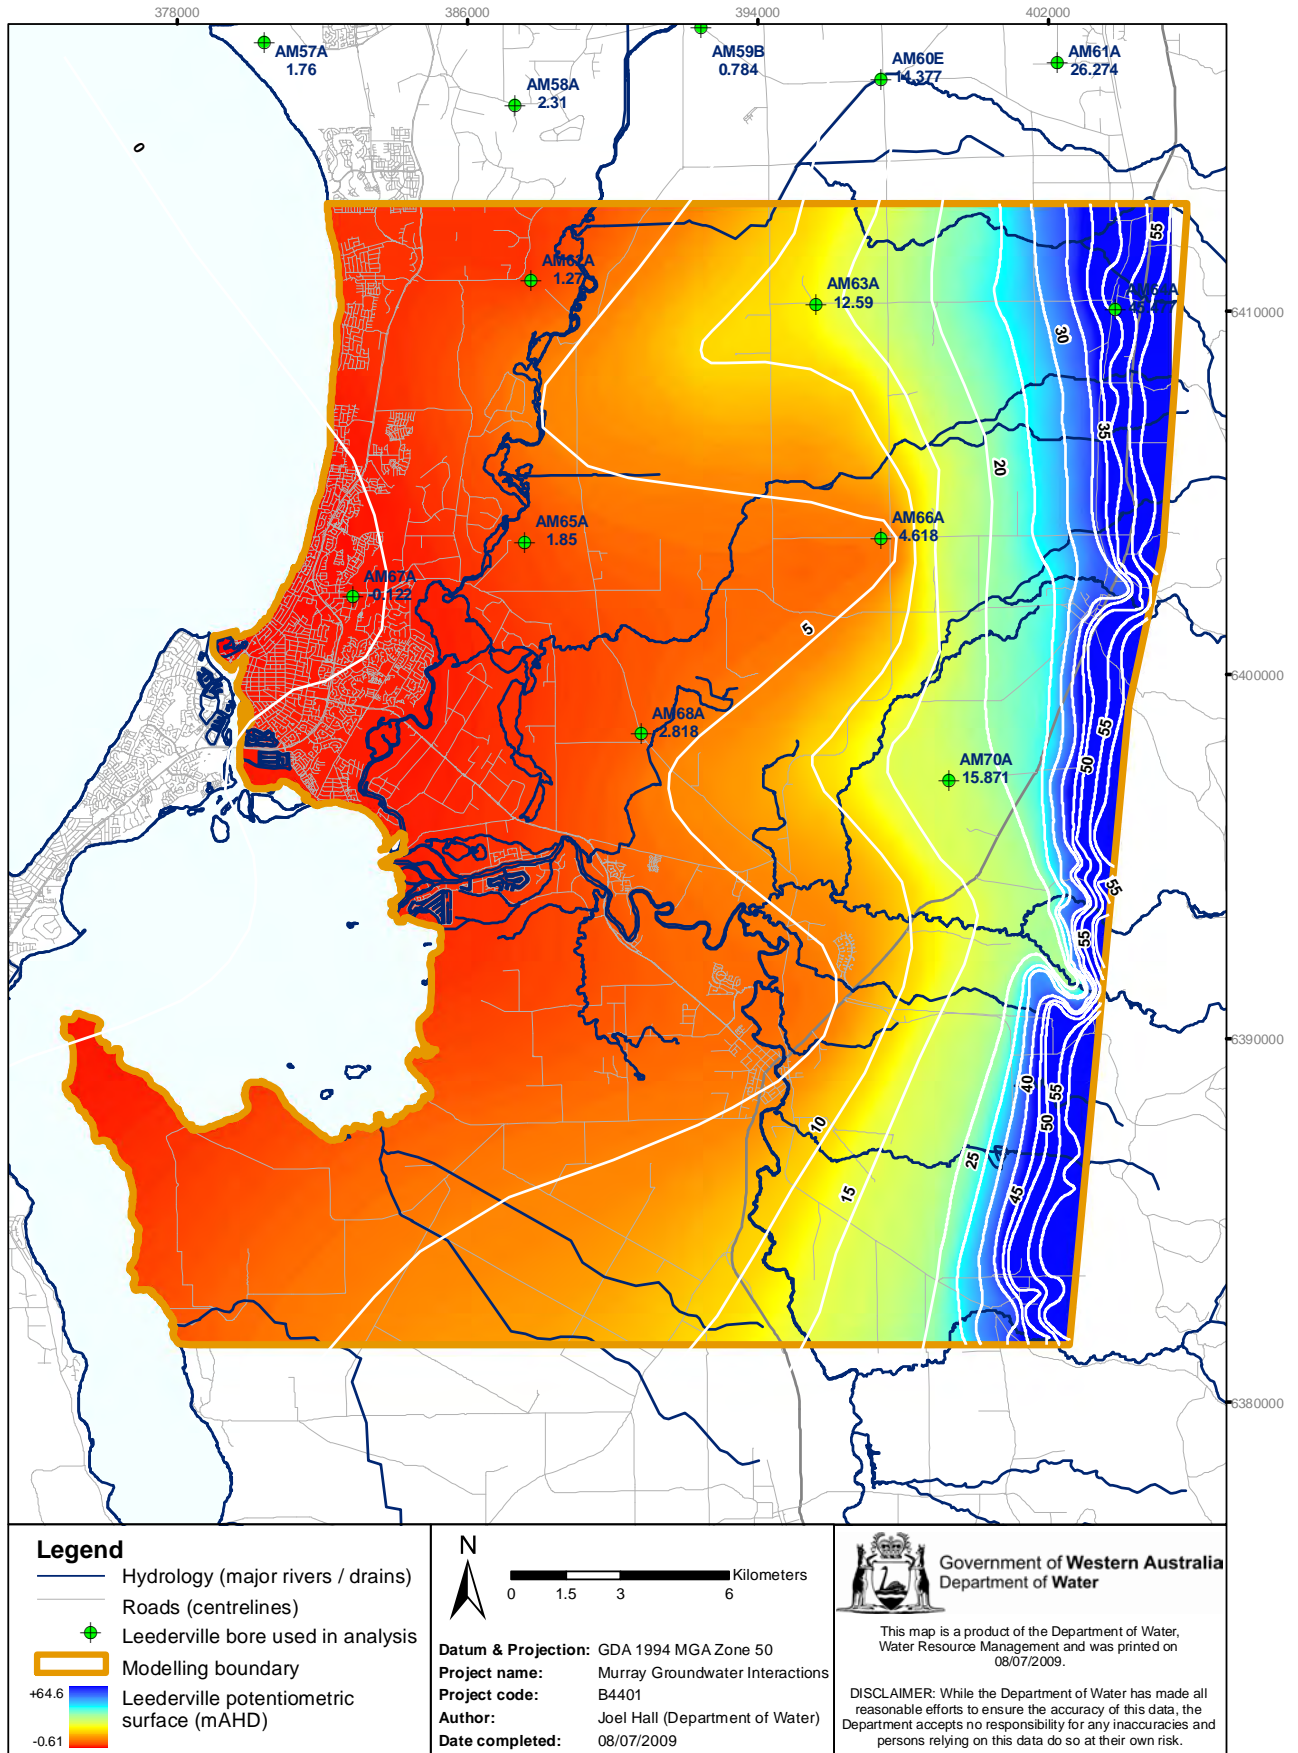 378000
386000
394000
402000
AM57A
1.76
AM58A
2.31
AM59B
0.784
AM60E
14.377
AM61A
26.274
0
55
AM62A
1.27
AM63A
12.59
6410000
30
35
20
AM65A
1.85
AM66A
4.618
AM67A
-0.122
5
6400000
AM68A
2.818
55
50
AM70A
15.871
55
55
6390000
40
55
50
10
25
15
45
6380000
Legend
Hydrology (major rivers / drains)
Roads (centrelines)
Leederville bore used in analysis
Modelling boundary
+64.6
Leederville potentiometric
surface (mAHD)
-0.61
N
Kilometers
0 1.5 3 6
Datum & Projection: GDA 1994 MGA Zone 50
Project name: Murray Groundwater Interactions
Project code: B4401
Author: Joel Hall (Department of Water)
Date completed: 08/07/2009
Government of Western Australia
Department of Water
This map is a product of the Department of Water,
Water Resource Management and was printed on
08/07/2009.
DISCLAIMER: While the Department of Water has made all
reasonable efforts to ensure the accuracy of this data, the
Department accepts no responsibility for any inaccuracies and
persons relying on this data do so at their own risk.